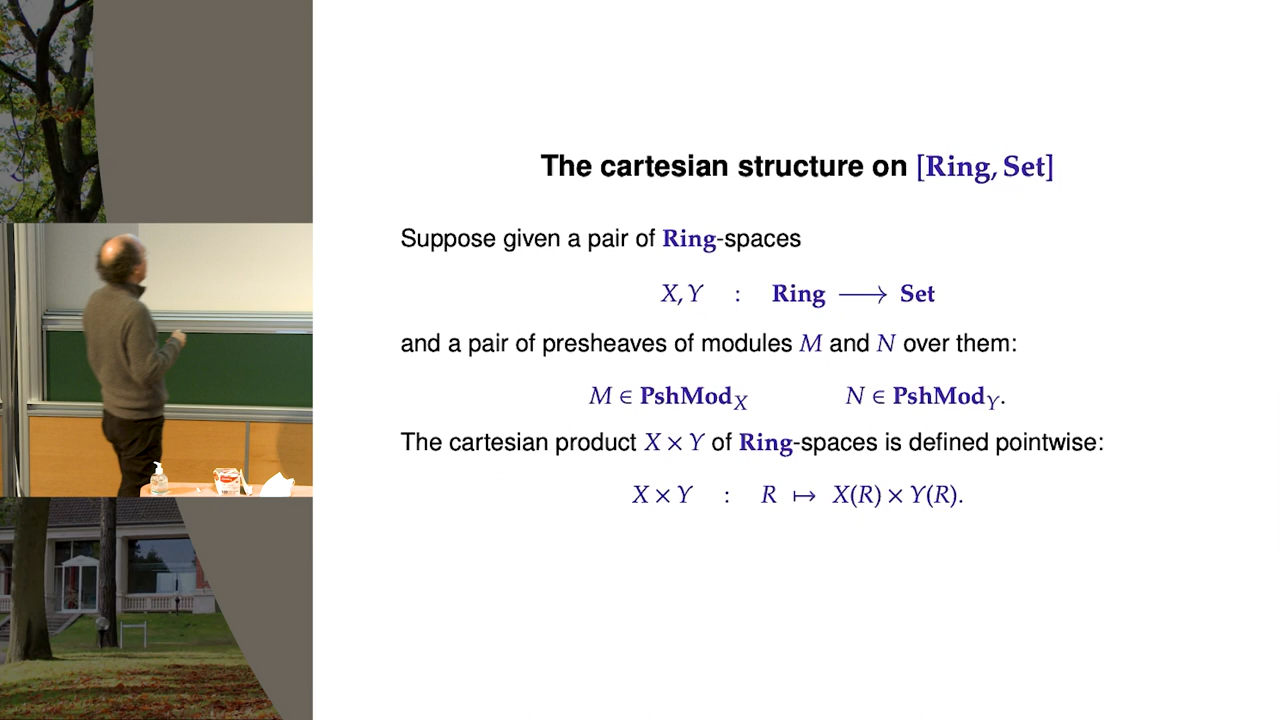 The cartesian structure on [Ring, Set]
Suppose given a pair of Ring-spaces
X, Y : Ring ⟶ Set
and a pair of presheaves of modules M and N over them:
M ∈ PshMod_X N ∈ PshMod_Y.
The cartesian product X × Y of Ring-spaces is defined pointwise:
X × Y : R ↦ X(R) × Y(R).